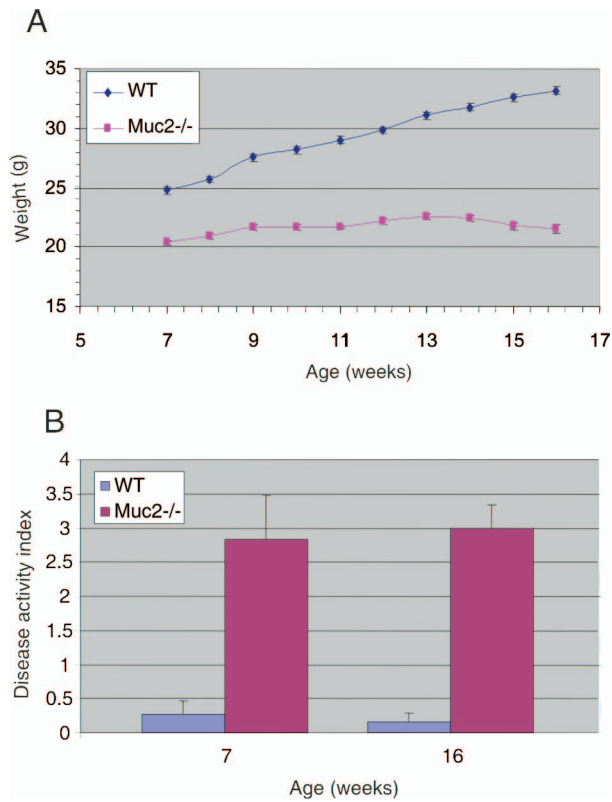 A
35
30
25
20
15
Weight (g)
WT
Muc2-/-
5 7 9 11 13 15 17
Age (weeks)
B
4
3.5
3
2.5
2
1.5
1
0.5
0
Disease activity index
WT
Muc2-/-
7 16
Age (weeks)